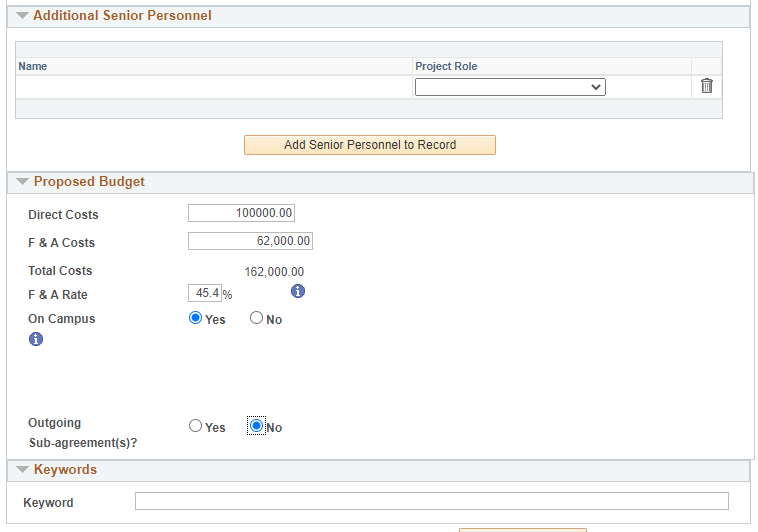 Additional Senior Personnel
Name Project Role
Add Senior Personnel to Record
Proposed Budget
Direct Costs 100000.00
F & A Costs 62,000.00
Total Costs 162,000.00
F & A Rate 45.4 %
On Campus Yes No
Outgoing
Sub-agreement(s)? Yes No
Keywords
Keyword